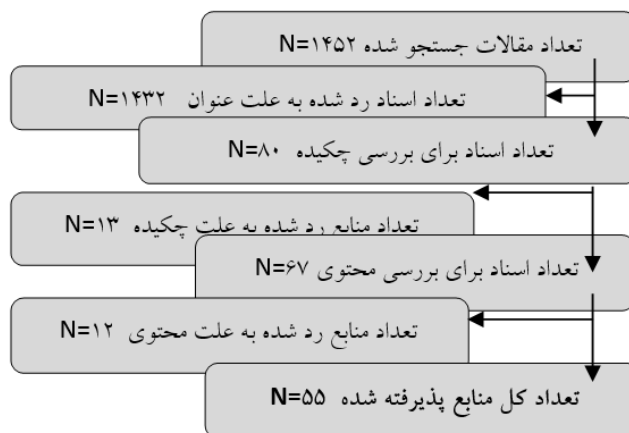 تعداد مقالات جستجو شده N=۱۴۵۲
تعداد اسناد رد شده به علت عنوان N=۱۴۳۲
تعداد اسناد برای بررسی چکیده N=۸۰
تعداد منابع رد شده به علت چکیده N=۱۳
تعداد اسناد برای بررسی محتوی N=۶۷
تعداد منابع رد شده به علت محتوی N=۱۲
تعداد کل منابع پذیرفته شده N=۵۵